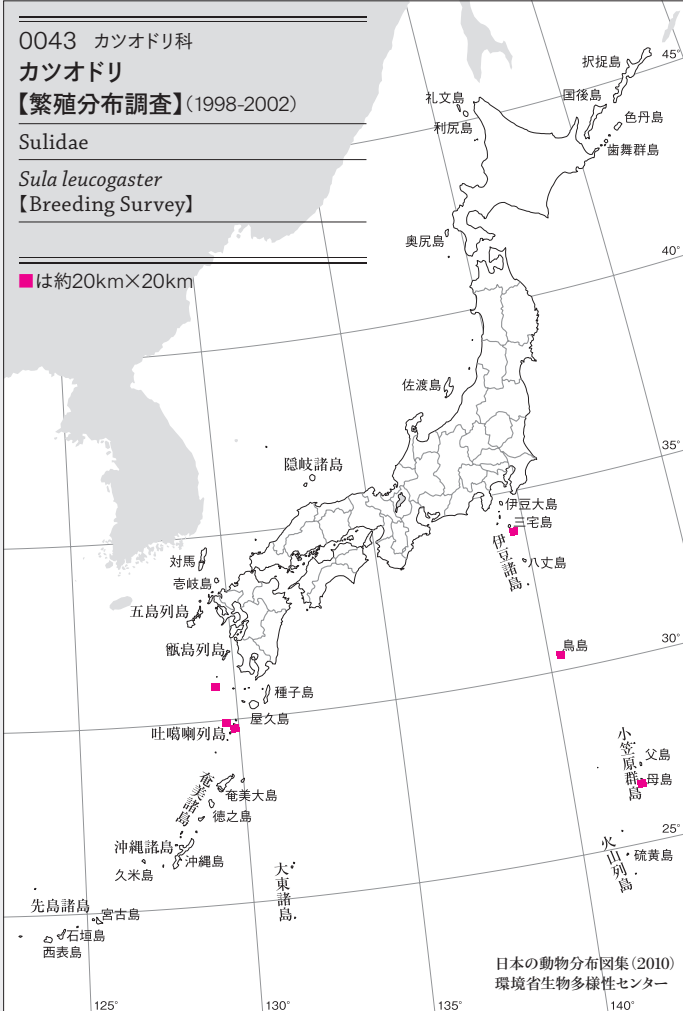 0043 カツオドリ科
カツオドリ
【繁殖分布調査】(1998-2002)
Sulidae
Sula leucogaster
【Breeding Survey】
■は約20km×20km
45°
択捉島
国後島
礼文島
色丹島
利尻島
歯舞群島
奥尻島
40°
佐渡島
35°
隠岐諸島
伊豆大島
三宅島
伊豆諸島
八丈島
対馬
壱岐島
五島列島
甑島列島
鳥島
30°
種子島
屋久島
吐噶喇列島
小笠原群島
父島
母島
奄美諸島
奄美大島
徳之島
25°
沖縄諸島
沖縄島
久米島
火山列島
硫黄島
大東諸島
先島諸島
宮古島
石垣島
西表島
日本の動物分布図集(2010)
環境省生物多様性センター
125°
130°
135°
140°